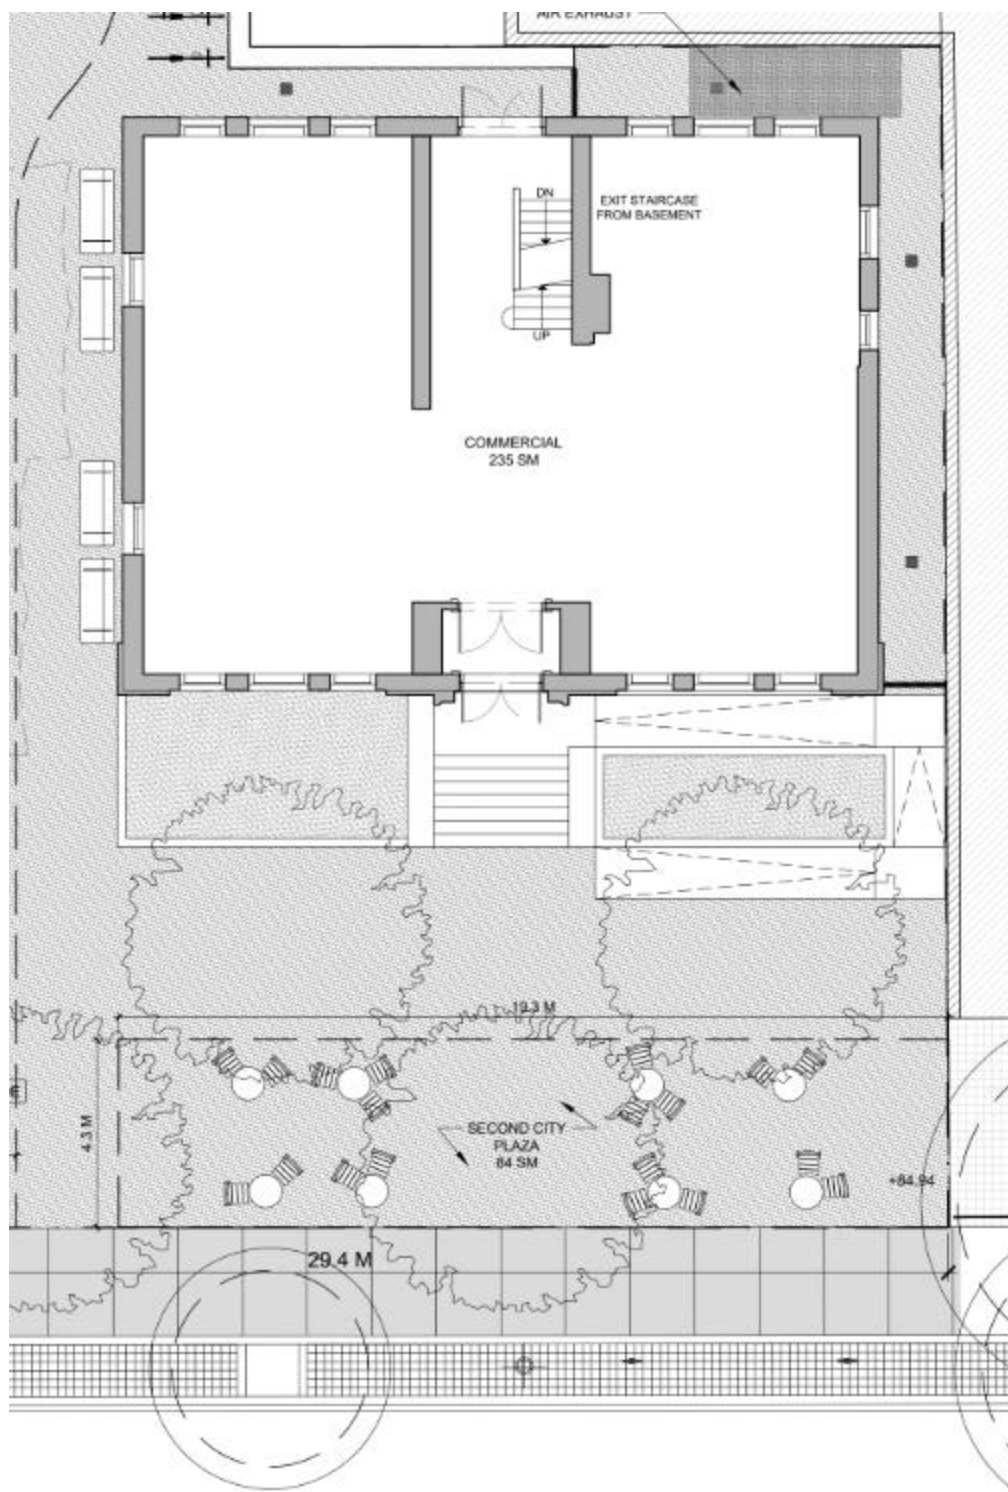 AIR EXHAUST
DN
EXIT STAIRCASE
FROM BASEMENT
UP
COMMERCIAL
235 SM
19.3 M
4.3 M
SECOND CITY
PLAZA
84 SM
+84.94
29.4 M